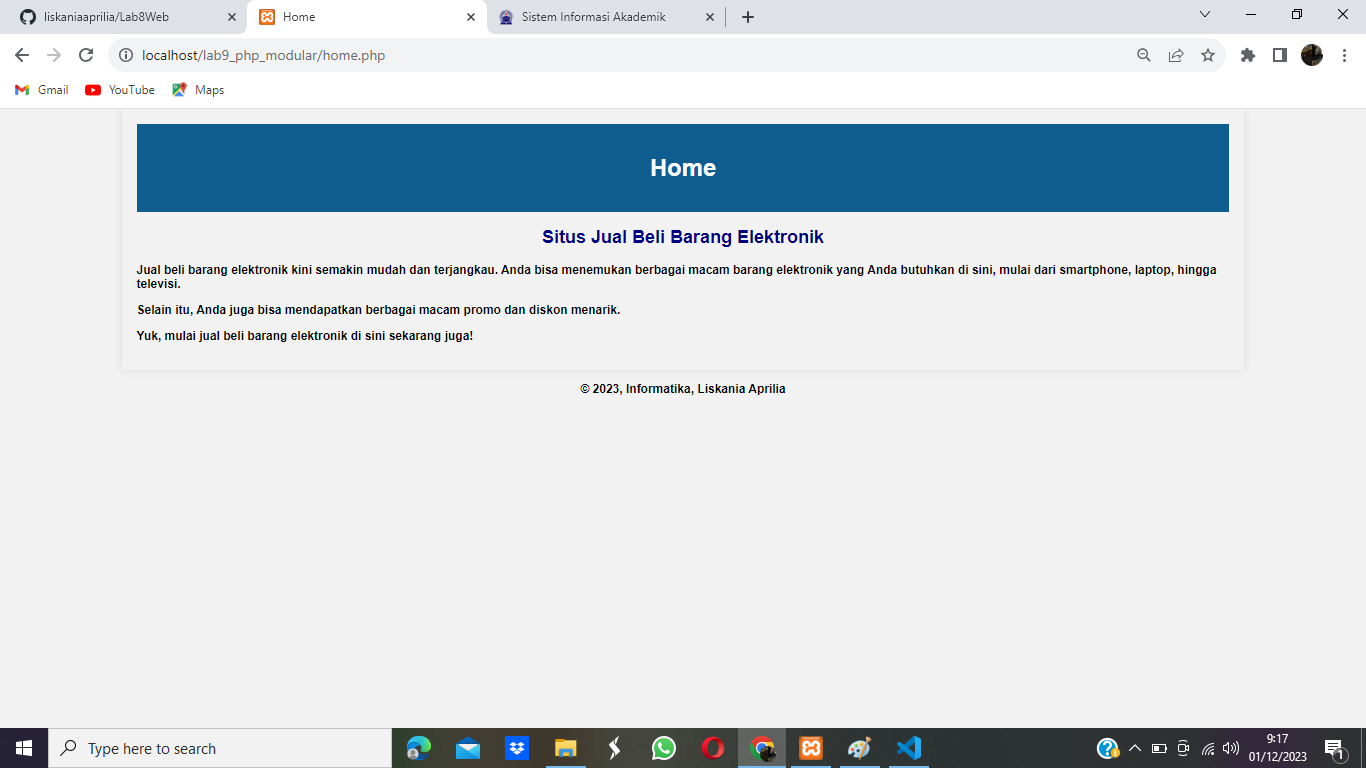 liskaniaaprilia/Lab8Web
Home
Sistem Informasi Akademik
localhost/lab9_php_modular/home.php
Gmail
YouTube
Maps
Home
Situs Jual Beli Barang Elektronik
Jual beli barang elektronik kini semakin mudah dan terjangkau. Anda bisa menemukan berbagai macam barang elektronik yang Anda butuhkan di sini, mulai dari smartphone, laptop, hingga
televisi.
Selain itu, Anda juga bisa mendapatkan berbagai macam promo dan diskon menarik.
Yuk, mulai jual beli barang elektronik di sini sekarang juga!
© 2023, Informatika, Liskania Aprilia
Type here to search
9:17
01/12/2023
1